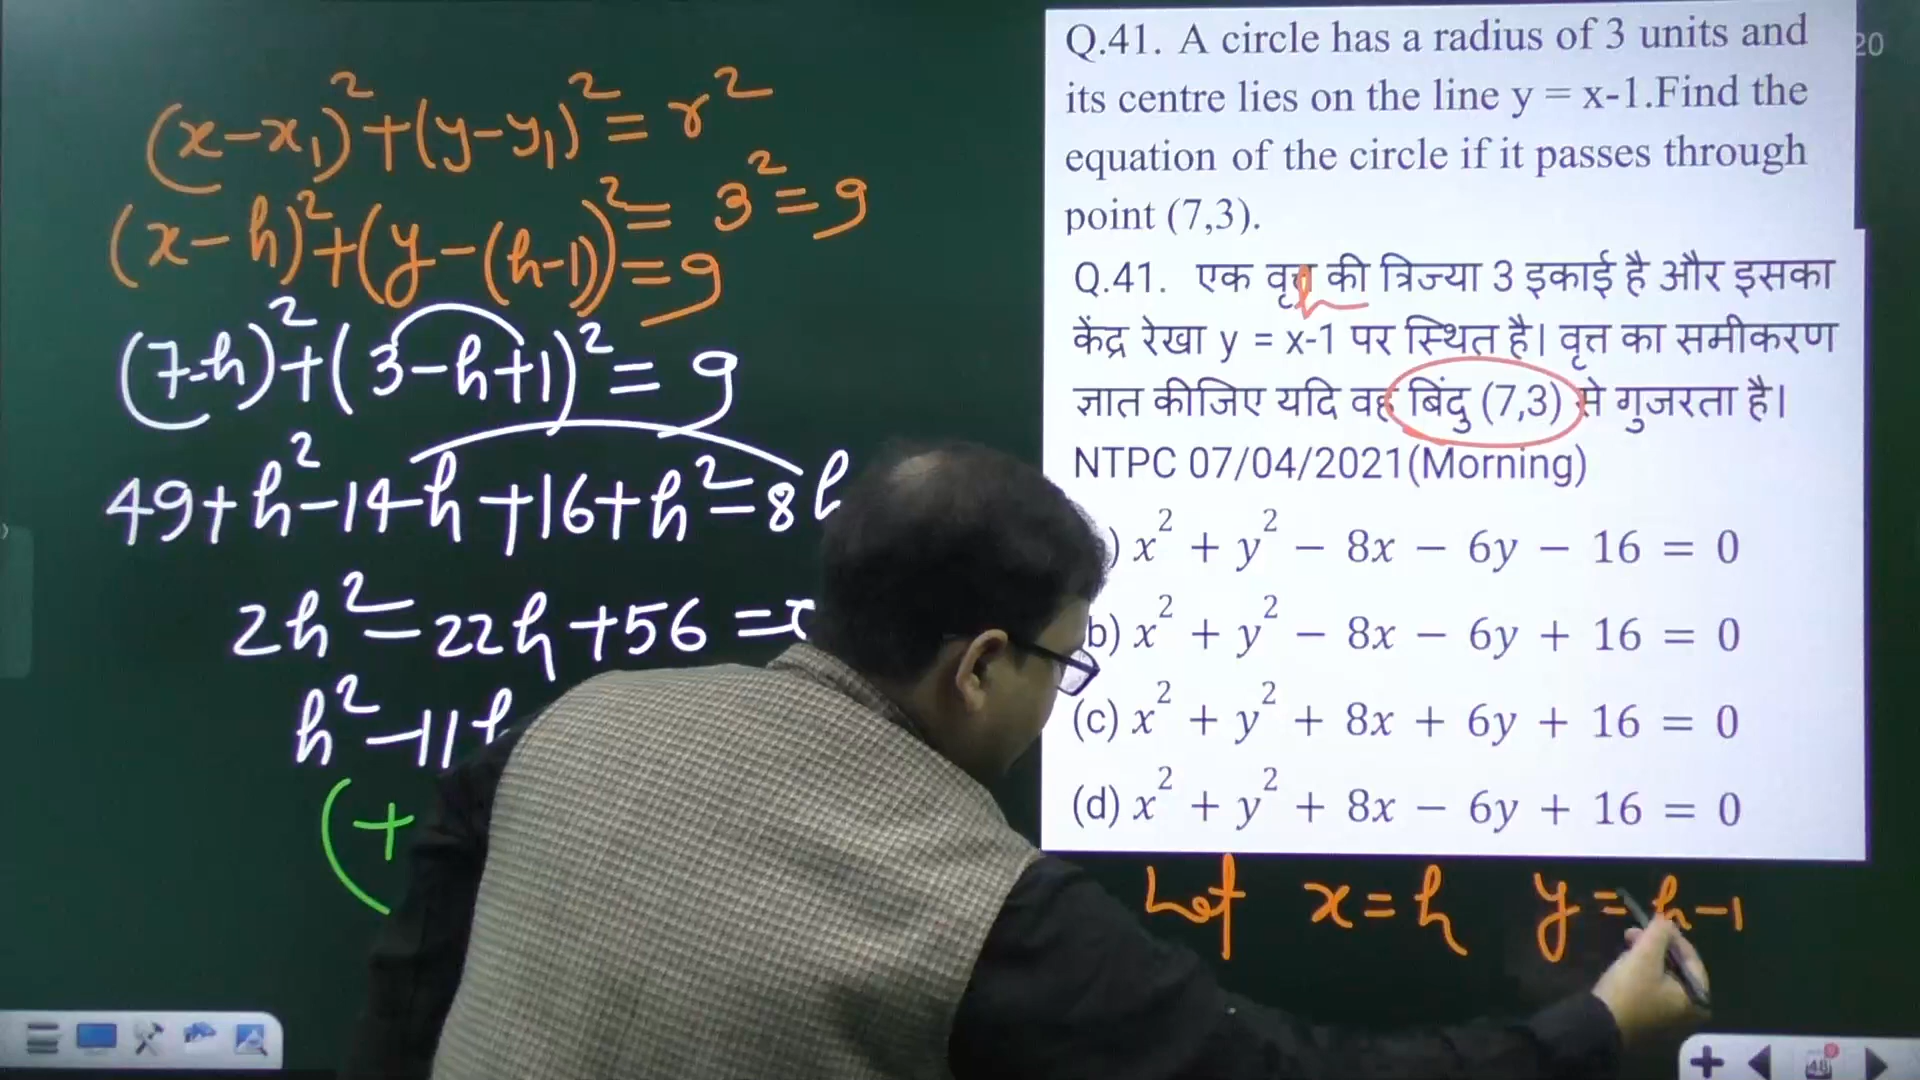 (x-x₁)²+(y-y₁)²=r²
(x-h)²+(y-(h-1))²= 3²=9
=9
(7-h)²+(3-h+1)²=9
49+h²-14h+16+h²-8h
2h²-22h+56=
h²-11h
(+
Q.41. A circle has a radius of 3 units and
its centre lies on the line y = x-1.Find the
equation of the circle if it passes through
point (7,3).
Q.41. एक वृत्त की त्रिज्या 3 इकाई है और इसका
केंद्र रेखा y = x-1 पर स्थित है। वृत्त का समीकरण
ज्ञात कीजिए यदि वह बिंदु (7,3) से गुजरता है।
NTPC 07/04/2021(Morning)
) x² + y² − 8x − 6y − 16 = 0
b) x² + y² − 8x − 6y + 16 = 0
(c) x² + y² + 8x + 6y + 16 = 0
(d) x² + y² + 8x − 6y + 16 = 0
Let x=h y=h-1
20